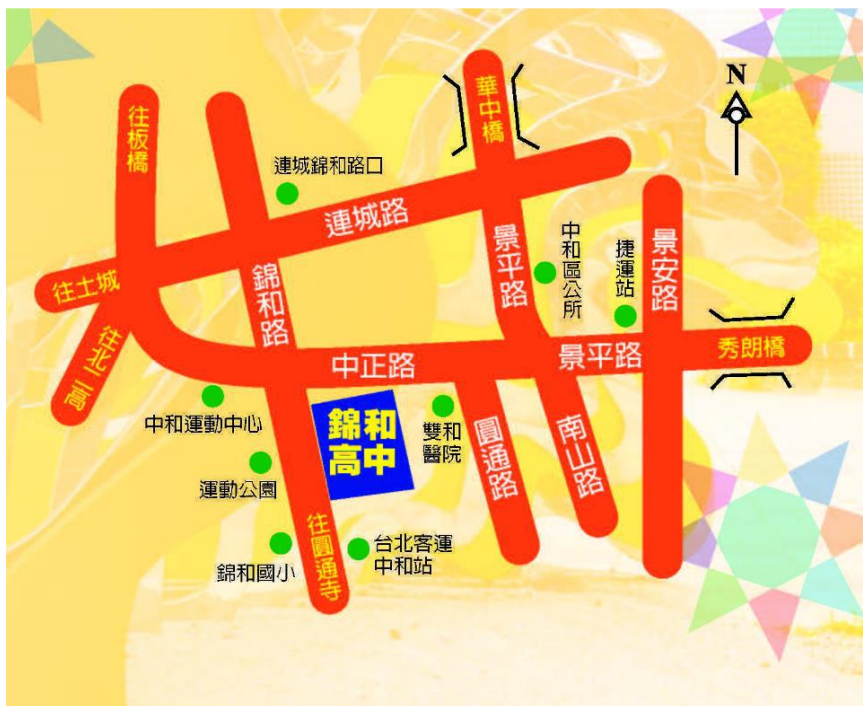 N
華中橋
往板橋
連城錦和路口
連城路
景平路
中和區公所
捷運站
景安路
往土城
錦和路
往北二高
中正路
景平路
秀朗橋
中和運動中心
錦和
高中
雙和
醫院
圓通路
南山路
運動公園
往圓通寺
錦和國小
台北客運
中和站